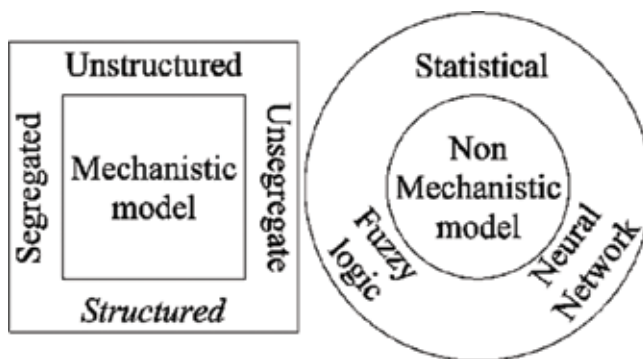 Unstructured
Segregated
Mechanistic
model
Unsegregate
Structured
Statistical
Non
Mechanistic
model
Fuzzy
logic
Neural
Network